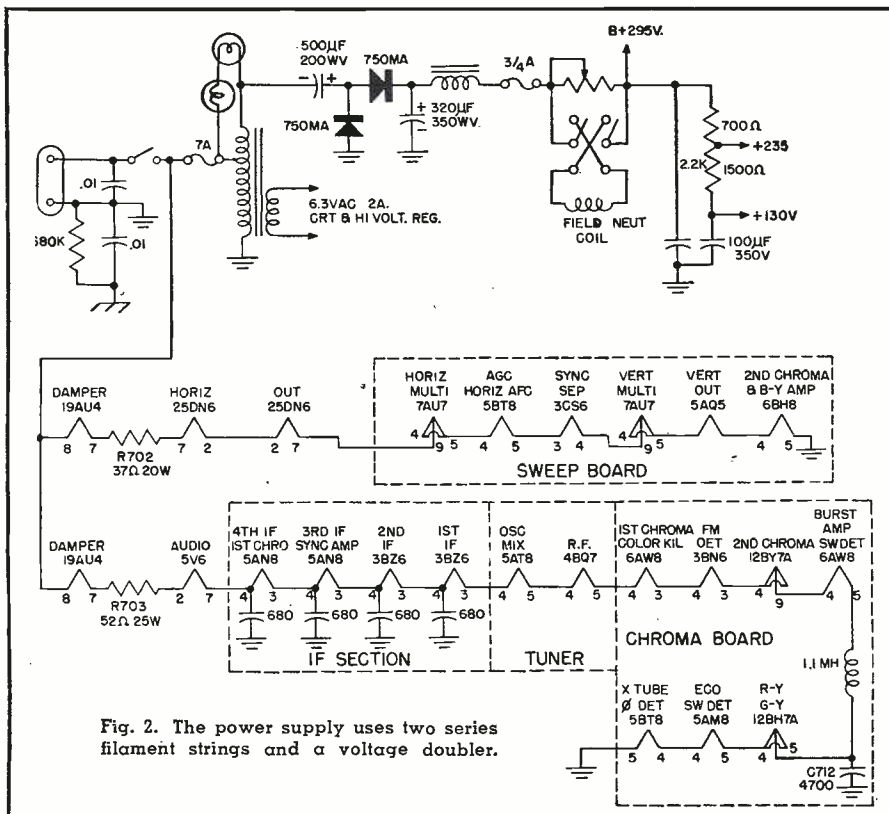 500µF
200WV
- +
750MA
750MA
+
320µF
350WV.
-
3/4A
B+295V.
7A
.01
.01
6.3VAC 2A.
CRT & HI VOLT. REG.
FIELD NEUT
COIL
700Ω
+235
2.2K
1500Ω
+130V
100µF
350V
DAMPER
19AU4
8 7
R702
37Ω 20W
HORIZ
25DN6
7 2
OUT
25DN6
2 7
HORIZ
MULTI
7AU7
4 9 5
AGC
HORIZ AFC
5BT8
4 5
SYNC
SEP
3CS6
3 4
VERT
MULTI
7AU7
4 9 5
VERT
OUT
5AQ5
2ND CHROMA
& B-Y AMP
6BH8
4 5
SWEEP BOARD
DAMPER
19AU4
8 7
R703
52Ω 25W
AUDIO
5V6
2 7
4TH IF
1ST CHRO
5AN8
4 3
680
3RD IF
SYNC AMP
5AN8
4 3
680
2ND
IF
3BZ6
4 3
680
1ST
IF
3BZ6
4 3
680
IF SECTION
OSC
MIX
5AT8
4 5
R.F.
4BQ7
4 5
TUNER
1ST CHROMA
COLOR KIL
6AW8
4 5
FM
DET
3BN6
4 3
2ND CHROMA
12BY7A
4 9
BURST
AMP
SW DET
6AW8
4 5
CHROMA BOARD
1.1 MH
X TUBE
Ø DET
5BT8
5 4
ECO
SW DET
5AM8
5 4
R-Y
G-Y
12BH7A
4 5
C712
4700
Fig. 2. The power supply uses two series
filament strings and a voltage doubler.